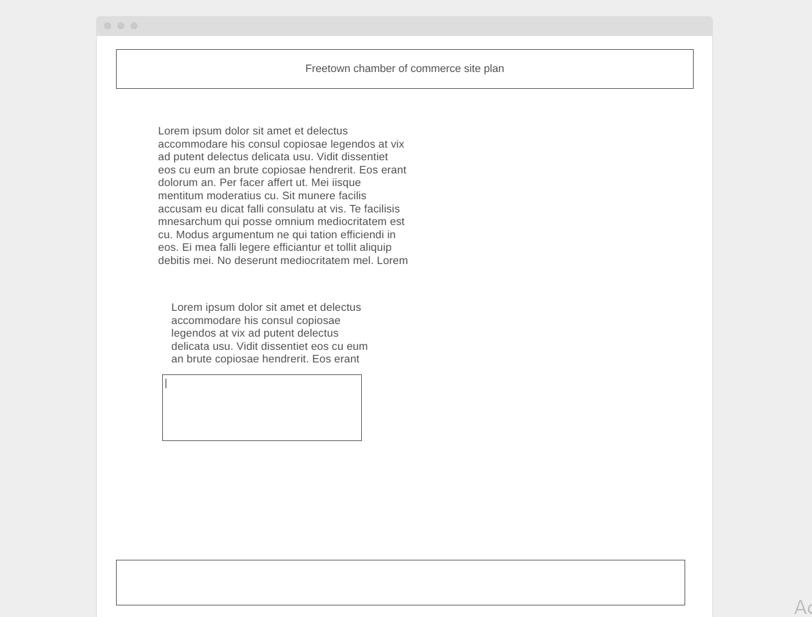 Freetown chamber of commerce site plan
Lorem ipsum dolor sit amet et delectus
accommodare his consul copiosae legendos at vix
ad putent delectus delicata usu. Vidit dissentiet
eos cu eum an brute copiosae hendrerit. Eos erant
dolorum an. Per facer affert ut. Mei iisque
mentitum moderatius cu. Sit munere facilis
accusam eu dicat falli consulatu at vis. Te facilisis
mnesarchum qui posse omnium mediocritatem est
cu. Modus argumentum ne qui tation efficiendi in
eos. Ei mea falli legere efficiantur et tollit aliquip
debitis mei. No deserunt mediocritatem mel. Lorem
Lorem ipsum dolor sit amet et delectus
accommodare his consul copiosae
legendos at vix ad putent delectus
delicata usu. Vidit dissentiet eos cu eum
an brute copiosae hendrerit. Eos erant